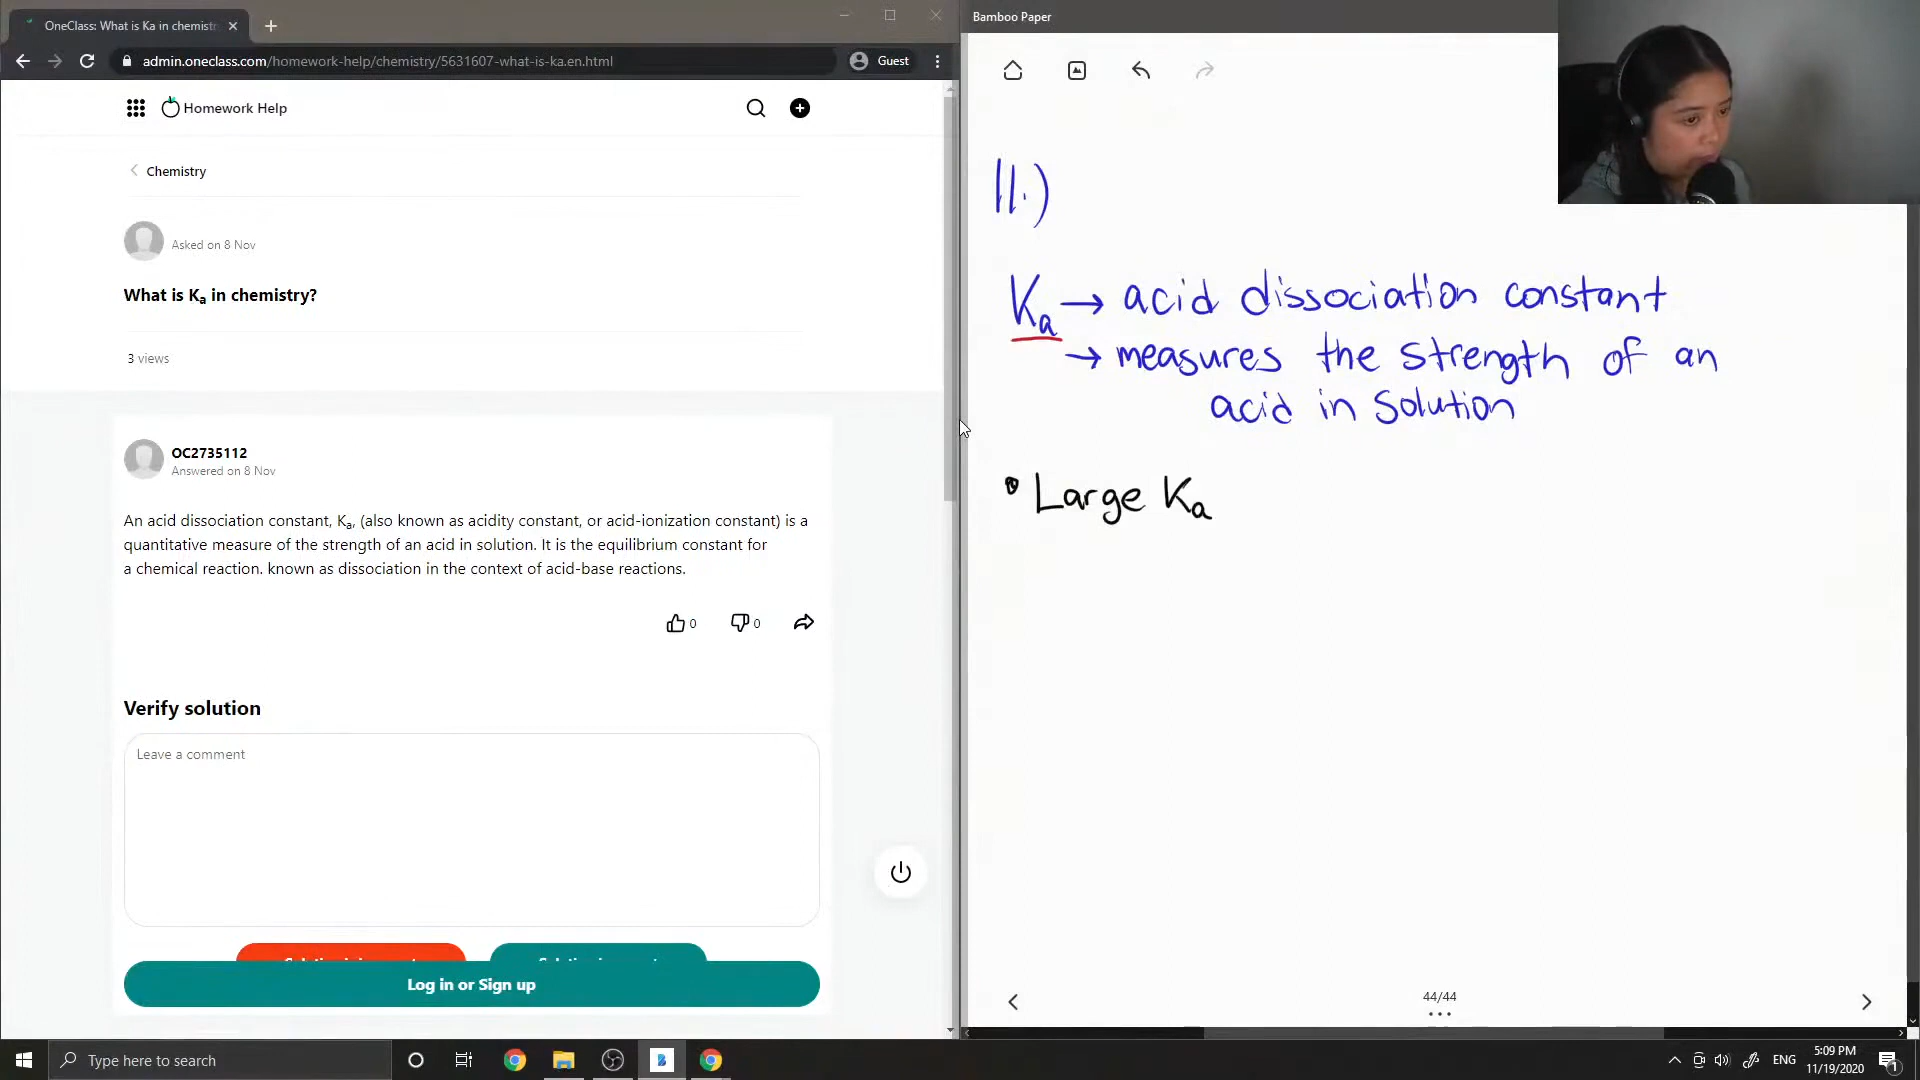 OneClass: What is Ka in chemist
admin.oneclass.com/homework-help/chemistry/5631607-what-is-ka.en.html
Guest
Homework Help
Chemistry
Asked on 8 Nov
What is Ka in chemistry?
3 views
OC2735112
Answered on 8 Nov
An acid dissociation constant, Ka, (also known as acidity constant, or acid-ionization constant) is a
quantitative measure of the strength of an acid in solution. It is the equilibrium constant for
a chemical reaction. known as dissociation in the context of acid-base reactions.
0
0
Verify solution
Leave a comment
Log in or Sign up
Bamboo Paper
11.)
Ka → acid dissociation constant
→ measures the strength of an
acid in solution
• Large Ka
44/44
Type here to search
ENG
5:09 PM
11/19/2020
1